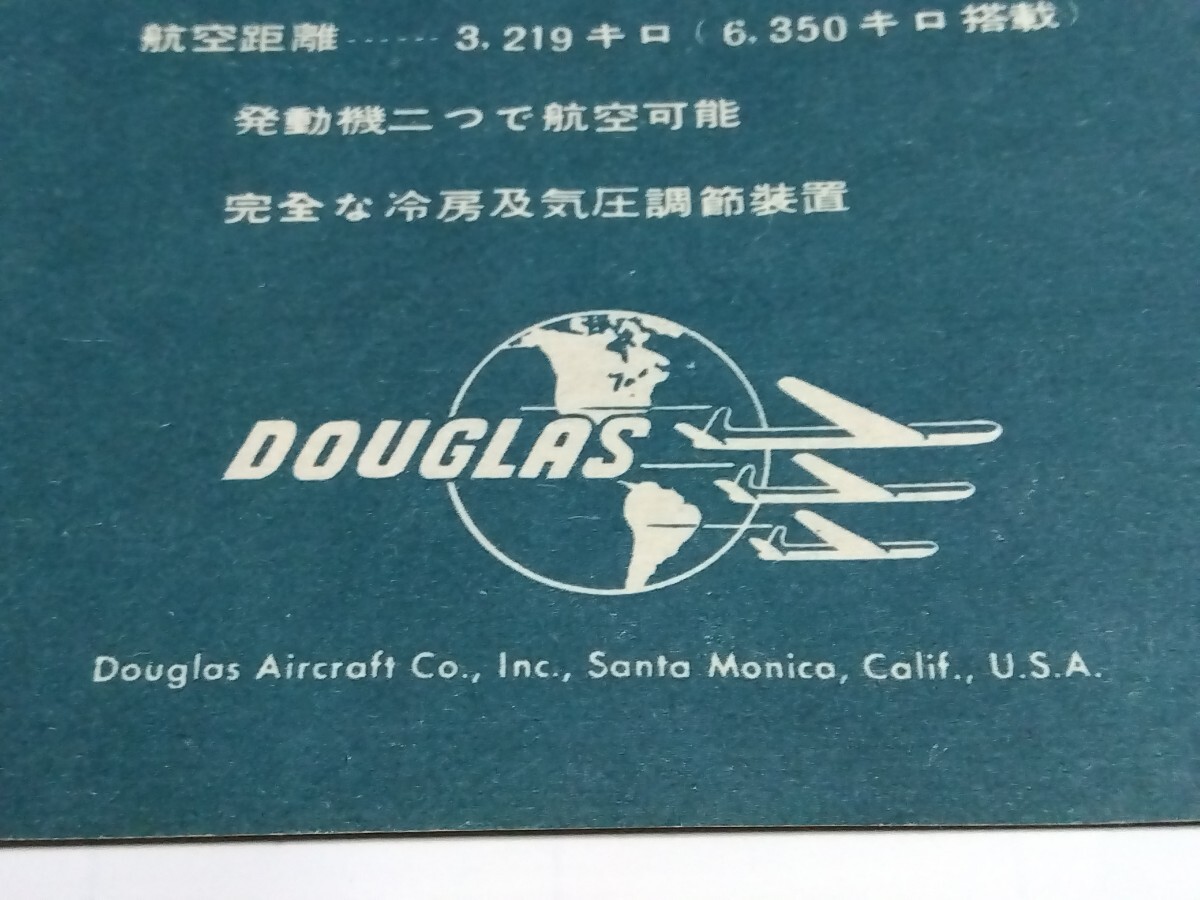 航空距離…… 3,219キロ(6,350キロ搭載)
発動機二つで航空可能
完全な冷房及気圧調節装置
DOUGLAS
Douglas Aircraft Co., Inc., Santa Monica, Calif., U.S.A.